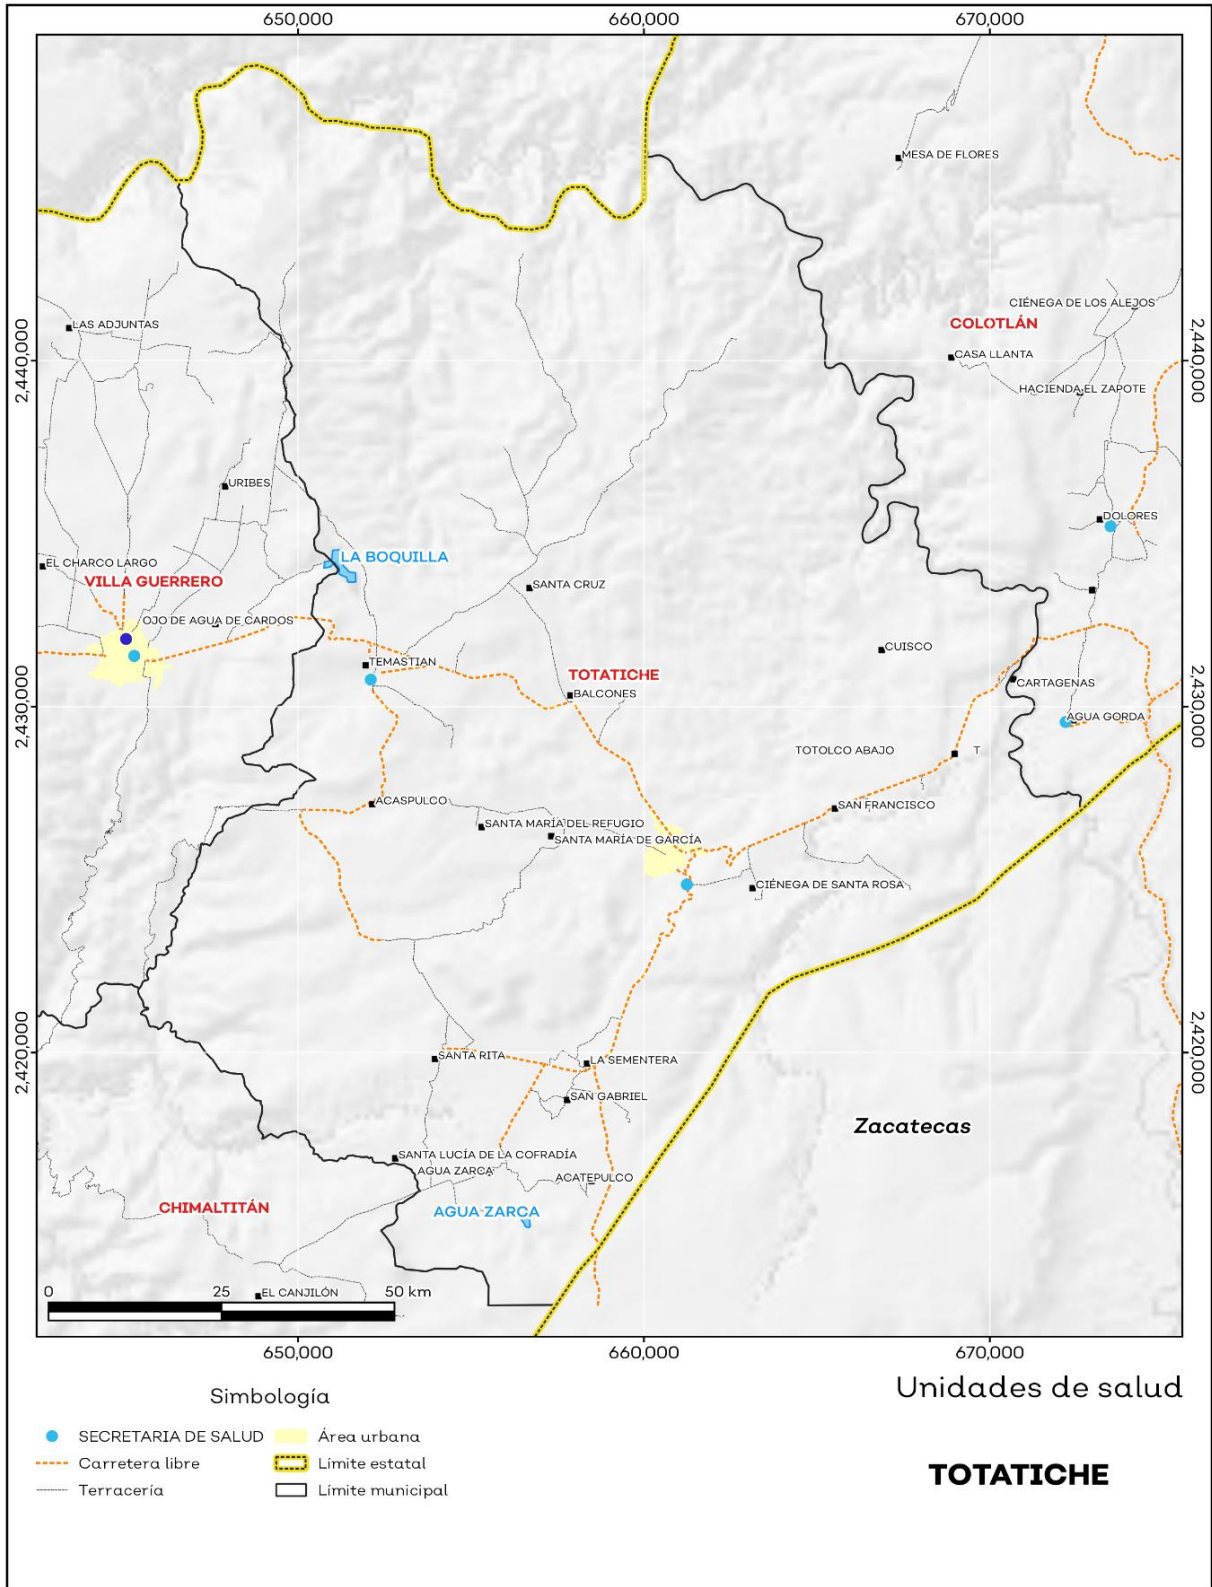 650,000
660,000
670,000
MESA DE FLORES
CIÉNEGA DE LOS ALEJOS
LAS ADJUNTAS
COLOTLÁN
2,440,000
2,440,000
CASA LLANTA
HACIENDA EL ZAPOTE
URIBES
DOLORES
LA BOQUILLA
EL CHARCO LARGO
VILLA GUERRERO
SANTA CRUZ
OJO DE AGUA DE CARDOS
CUISCO
TEMASTIAN
TOTATICHE
CARTAGENAS
BALCONES
2,430,000
2,430,000
AGUA GORDA
TOTOLCO ABAJO
T
ACASPULCO
SAN FRANCISCO
SANTA MARÍA DEL REFUGIO
SANTA MARÍA DE GARCÍA
CIÉNEGA DE SANTA ROSA
2,420,000
2,420,000
SANTA RITA
LA SEMENTERA
SAN GABRIEL
Zacatecas
SANTA LUCÍA DE LA COFRADÍA
AGUA ZARCA
ACATEPULCO
CHIMALTITÁN
AGUA ZARCA
0 25 50 km
EL CANJILÓN
650,000
660,000
670,000
Unidades de salud
Simbología
SECRETARIA DE SALUD
Área urbana
Carretera libre
Límite estatal
Terracería
Límite municipal
TOTATICHE